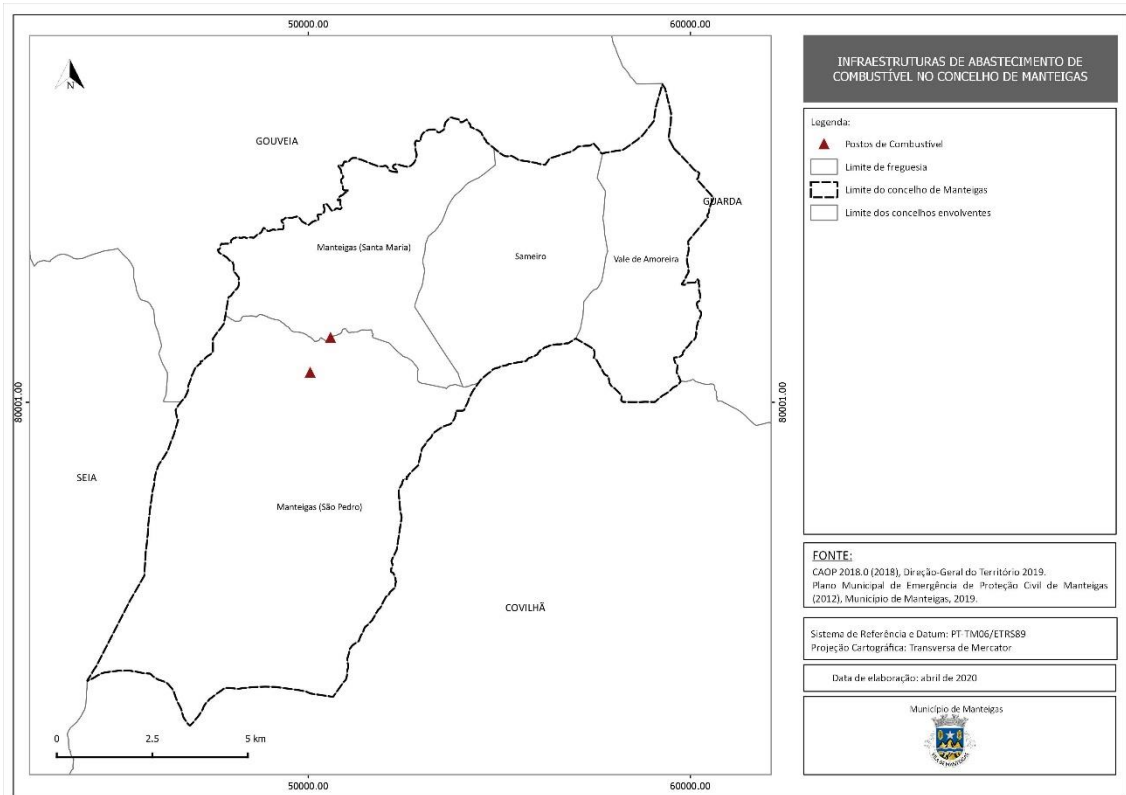 50000.00
60000.00
N
GOUVEIA
GUARDA
Manteigas (Santa Maria)
Sameiro
Vale de Amoreira
80001.00
80001.00
SEIA
Manteigas (São Pedro)
COVILHÃ
0
2.5
5 km
50000.00
60000.00
INFRAESTRUTURAS DE ABASTECIMENTO DE
COMBUSTÍVEL NO CONCELHO DE MANTEIGAS
Legenda:
Postos de Combustível
Limite de freguesia
Limite do concelho de Manteigas
Limite dos concelhos envolventes
FONTE:
CAOP 2018.0 (2018), Direção-Geral do Território 2019.
Plano Municipal de Emergência de Proteção Civil de Manteigas
(2012), Município de Manteigas, 2019.
Sistema de Referência e Datum: PT-TM06/ETRS89
Projeção Cartográfica: Transversa de Mercator
Data de elaboração: abril de 2020
Município de Manteigas
VILA DE MANTEIGAS